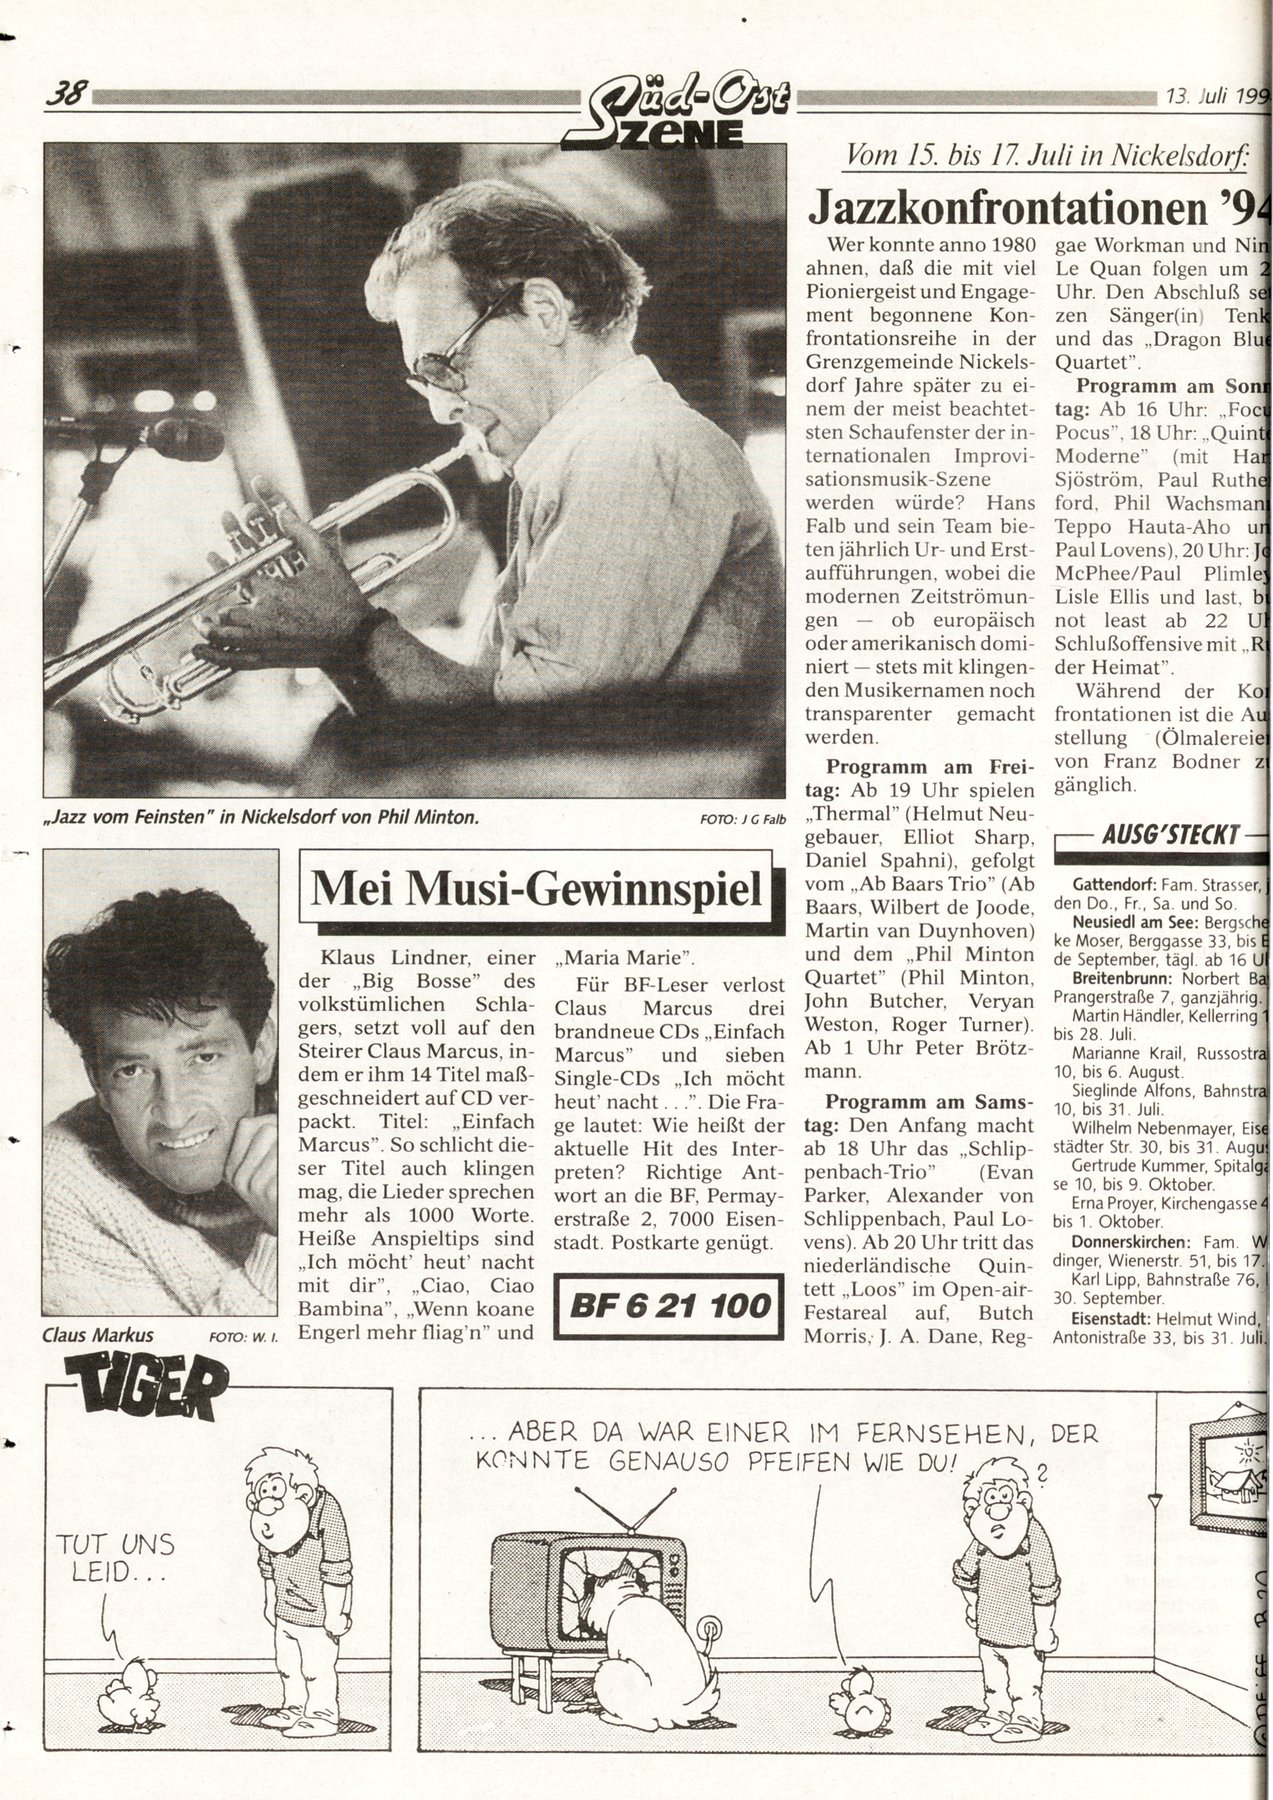 38
Süd-Ost
SZENE
13. Juli 199
„Jazz vom Feinsten” in Nickelsdorf von Phil Minton.
FOTO: J G Falb
Vom 15. bis 17. Juli in Nickelsdorf:
Jazzkonfrontationen ’94
Wer konnte anno 1980
ahnen, daß die mit viel
Pioniergeist und Engage-
ment begonnene Kon-
frontationsreihe in der
Grenzgemeinde Nickels-
dorf Jahre später zu ei-
nem der meist beachtet-
sten Schaufenster der in-
ternationalen Improvi-
sationsmusik-Szene
werden würde? Hans
Falb und sein Team bie-
ten jährlich Ur- und Erst-
aufführungen, wobei die
modernen Zeitströmun-
gen — ob europäisch
oder amerikanisch domi-
niert — stets mit klingen-
den Musikernamen noch
transparenter gemacht
werden.
Programm am Frei-
tag: Ab 19 Uhr spielen
„Thermal” (Helmut Neu-
gebauer, Elliot Sharp,
Daniel Spahni), gefolgt
vom „Ab Baars Trio” (Ab
Baars, Wilbert de Joode,
Martin van Duynhoven)
und dem „Phil Minton
Quartet” (Phil Minton,
John Butcher, Veryan
Weston, Roger Turner).
Ab 1 Uhr Peter Brötz-
mann.
Programm am Sams-
tag: Den Anfang macht
ab 18 Uhr das „Schlip-
penbach-Trio” (Evan
Parker, Alexander von
Schlippenbach, Paul Lo-
vens). Ab 20 Uhr tritt das
niederländische Quin-
tett „Loos” im Open-air-
Festareal auf, Butch
Morris, J. A. Dane, Reg-
gae Workman und Nin
Le Quan folgen um 2
Uhr. Den Abschluß se
zen Sänger(in) Tenk
und das „Dragon Blue
Quartet”.
Programm am Sonn
tag: Ab 16 Uhr: „Focu
Pocus”, 18 Uhr: „Quinte
Moderne” (mit Har
Sjöström, Paul Ruthe
ford, Phil Wachsman
Teppo Hauta-Aho un
Paul Lovens), 20 Uhr: Jo
McPhee/Paul Plimley
Lisle Ellis und last, b
not least ab 22 U
Schlußoffensive mit „R
der Heimat”.
Während der Ko
frontationen ist die Au
stellung (Ölmalereie
von Franz Bodner z
gänglich.
AUSG’STECKT
Gattendorf: Fam. Strasser,
den Do., Fr., Sa. und So.
Neusiedl am See: Bergsche
ke Moser, Berggasse 33, bis E
de September, tägl. ab 16 U
Breitenbrunn: Norbert Ba
Prangerstraße 7, ganzjährig.
Martin Händler, Kellerring 1
bis 28. Juli.
Marianne Krail, Russostra
10, bis 6. August.
Sieglinde Alfons, Bahnstra
10, bis 31. Juli.
Wilhelm Nebenmayer, Eise
städter Str. 30, bis 31. Augu
Gertrude Kummer, Spitalga
se 10, bis 9. Oktober.
Erna Proyer, Kirchengasse 4
bis 1. Oktober.
Donnerskirchen: Fam. W
dinger, Wienerstr. 51, bis 17.
Karl Lipp, Bahnstraße 76,
30. September.
Eisenstadt: Helmut Wind,
Antonistraße 33, bis 31. Juli.
Claus Markus
FOTO: W. I.
Mei Musi-Gewinnspiel
Klaus Lindner, einer
der „Big Bosse” des
volkstümlichen Schla-
gers, setzt voll auf den
Steirer Claus Marcus, in-
dem er ihm 14 Titel maß-
geschneidert auf CD ver-
packt. Titel: „Einfach
Marcus”. So schlicht die-
ser Titel auch klingen
mag, die Lieder sprechen
mehr als 1000 Worte.
Heiße Anspieltips sind
„Ich möcht’ heut’ nacht
mit dir”, „Ciao, Ciao
Bambina”, „Wenn koane
Engerl mehr fliag’n” und
„Maria Marie”.
Für BF-Leser verlost
Claus Marcus drei
brandneue CDs „Einfach
Marcus” und sieben
Single-CDs „Ich möcht
heut’ nacht . . .”. Die Fra-
ge lautet: Wie heißt der
aktuelle Hit des Inter-
preten? Richtige Ant-
wort an die BF, Permay-
erstraße 2, 7000 Eisen-
stadt. Postkarte genügt.
BF 6 21 100
TIGER
TUT UNS
LEID...
... ABER DA WAR EINER IM FERNSEHEN, DER
KONNTE GENAUSO PFEIFEN WIE DU!
?